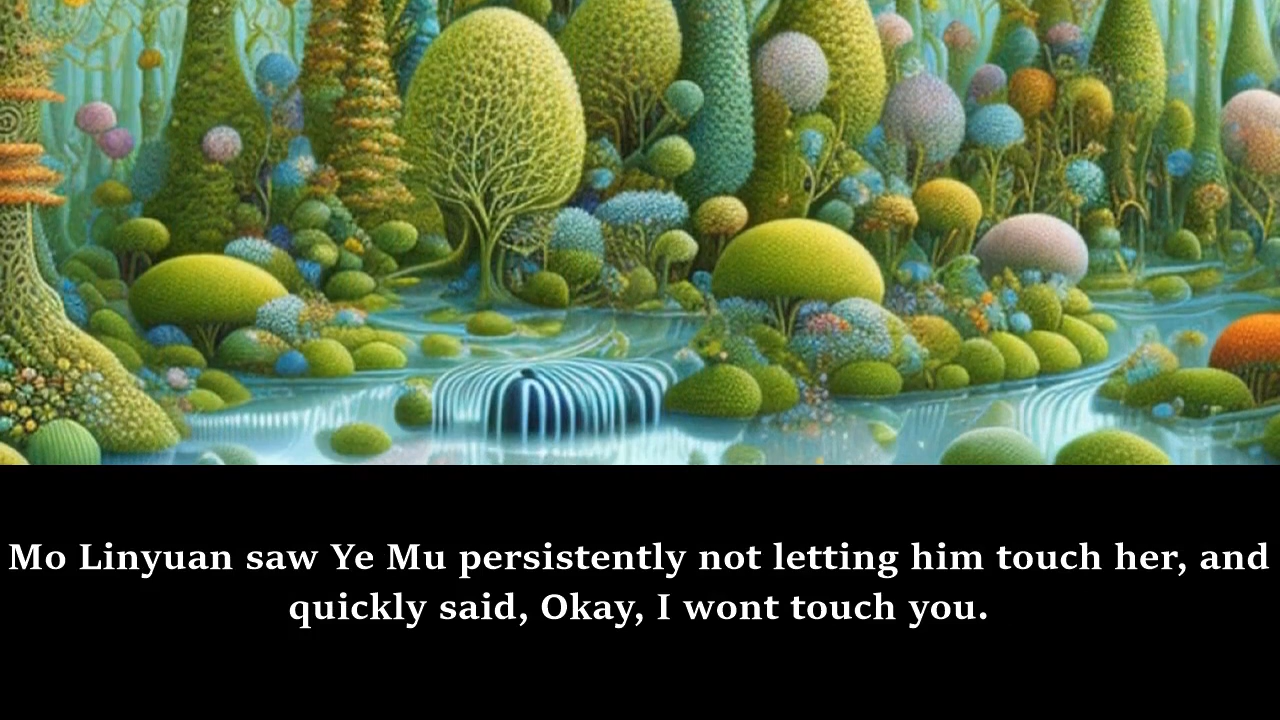 Mo Linyuan saw Ye Mu persistently not letting him touch her, and
quickly said, Okay, I wont touch you.